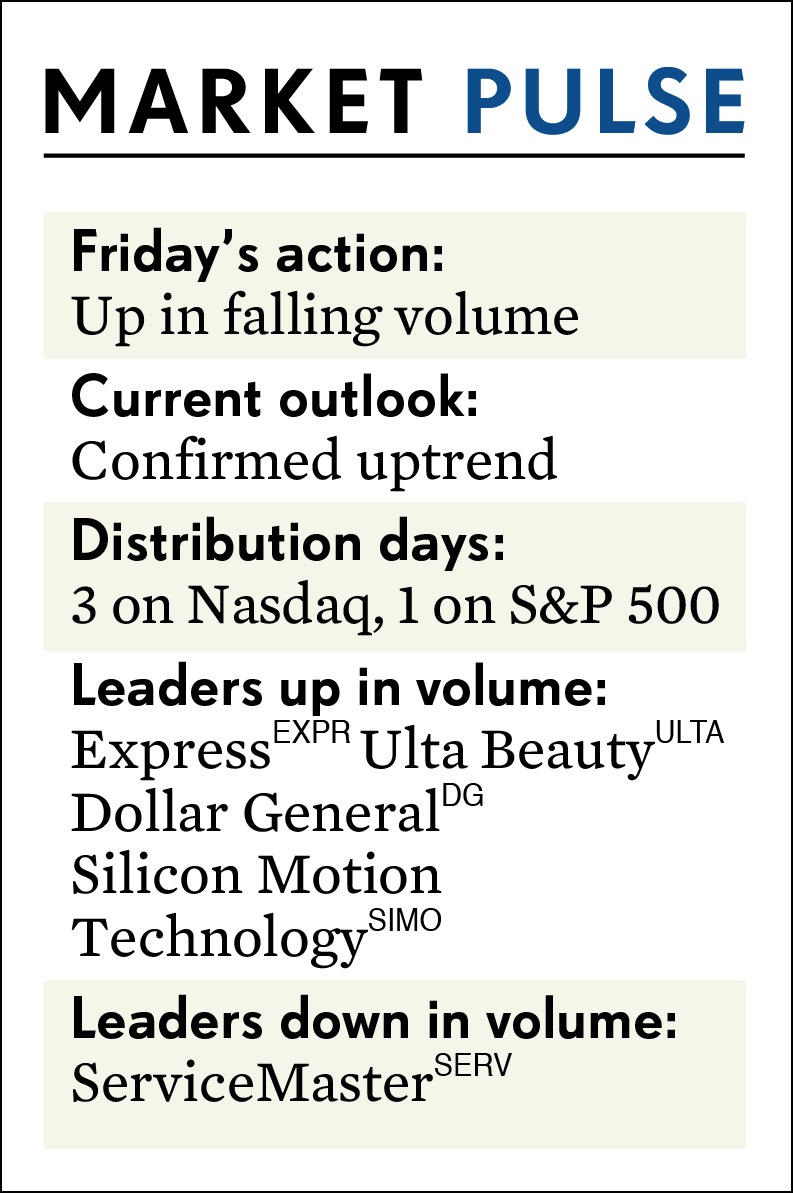 MARKET PULSE
Friday’s action:
Up in falling volume
Current outlook:
Confirmed uptrend
Distribution days:
3 on Nasdaq, 1 on S&P 500
Leaders up in volume:
Express EXPR Ulta Beauty ULTA
Dollar General DG
Silicon Motion
Technology SIMO
Leaders down in volume:
ServiceMaster SERV